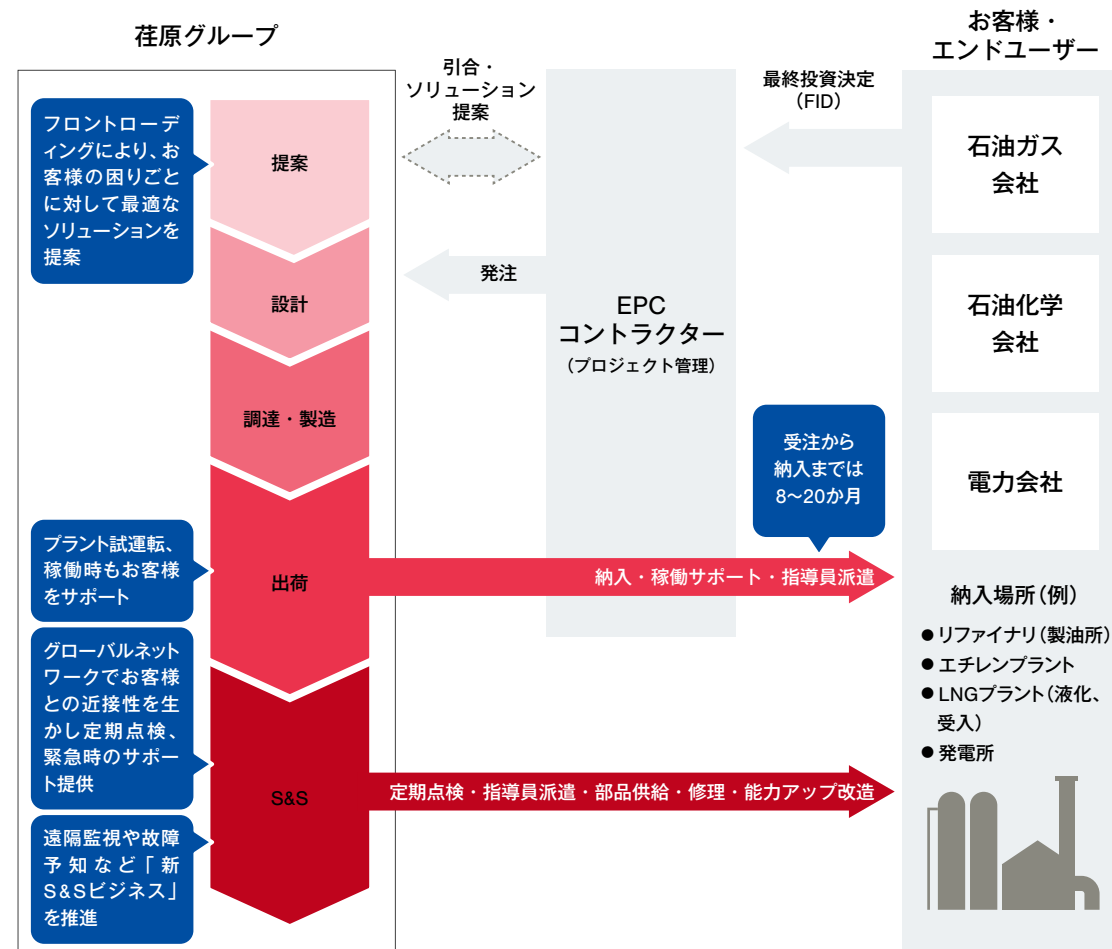 荏原グループ
フロントローデ
ィングにより、お
客様の困りごと
に対して最適な
ソリューションを
提案
提案
設計
調達・製造
出荷
S&S
プラント試運転、
稼働時もお客様
をサポート
グローバルネット
ワークでお客様
との近接性を生
かし定期点検、
緊急時のサポー
ト提供
遠隔監視や故障
予知など「新
S&Sビジネス」
を推進
引合・
ソリューション
提案
発注
EPC
コントラクター
（プロジェクト管理）
最終投資決定
（FID）
受注から
納入までは
8～20か月
納入・稼働サポート・指導員派遣
定期点検・指導員派遣・部品供給・修理・能力アップ改造
お客様・
エンドユーザー
石油ガス
会社
石油化学
会社
電力会社
納入場所（例）
● リファイナリ（製油所）
● エチレンプラント
● LNGプラント（液化、
受入）
● 発電所